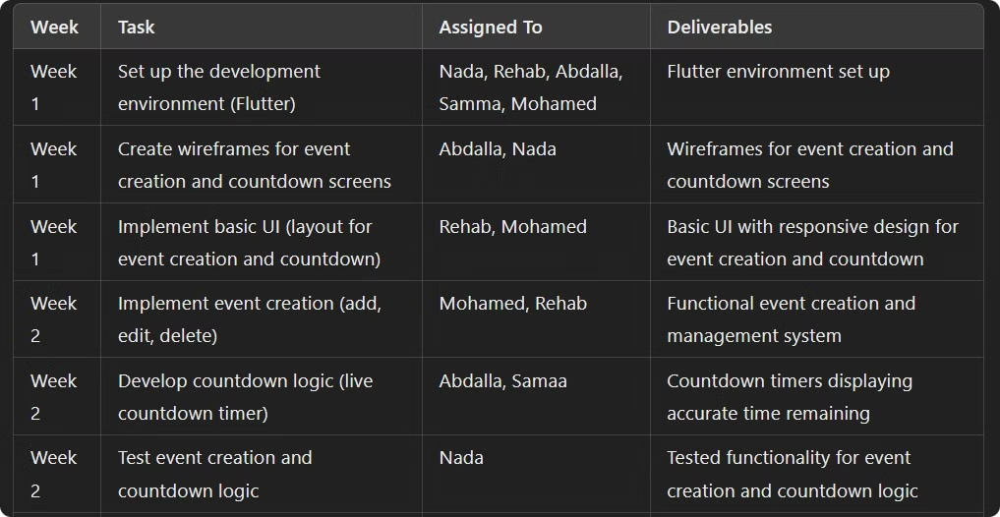 Week Task Assigned To Deliverables
Week Set up the development Nada, Rehab, Abdalla, Flutter environment set up
1 environment (Flutter) Samma, Mohamed
Week Create wireframes for event Abdalla, Nada Wireframes for event creation and
1 creation and countdown screens countdown screens
Week Implement basic UI (layout for Rehab, Mohamed Basic UI with responsive design for
1 event creation and countdown) event creation and countdown
Week Implement event creation (add, Mohamed, Rehab Functional event creation and
2 edit, delete) management system
Week Develop countdown logic (live Abdalla, Samaa Countdown timers displaying
2 countdown timer) accurate time remaining
Week Test event creation and Nada Tested functionality for event
2 countdown logic creation and countdown logic